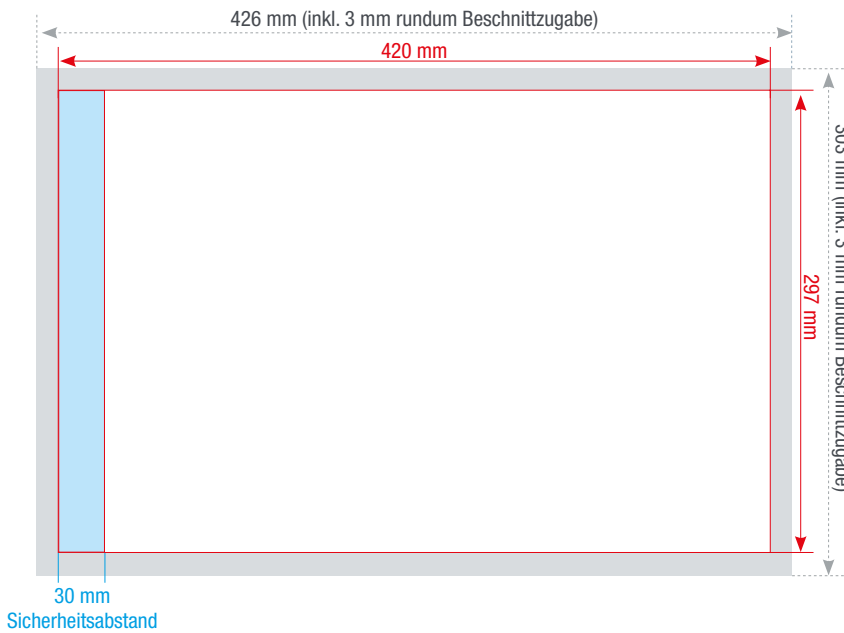 426 mm (inkl. 3 mm rundum Beschnittzugabe)
420 mm
303 mm (inkl. 3 mm rundum Beschnittzugabe)
297 mm
30 mm
Sicherheitsabstand